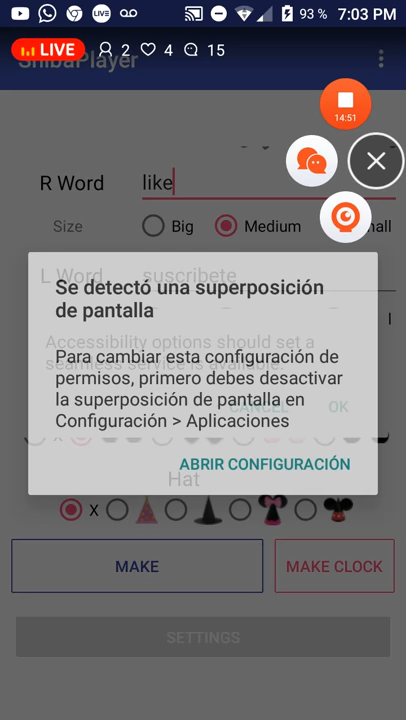 93 % 7:03 PM
LIVE 2 4 15
ShibaPlayer
14:51
R Word like
Size Big Medium Small
L Word suscribete
Se detectó una superposición
de pantalla
Accessibility options should set a
seamless service is available.
Para cambiar esta configuración de
permisos, primero debes desactivar
la superposición de pantalla en
Configuración > Aplicaciones
CANCEL OK
ABRIR CONFIGURACIÓN
Hat
X
MAKE MAKE CLOCK
SETTINGS